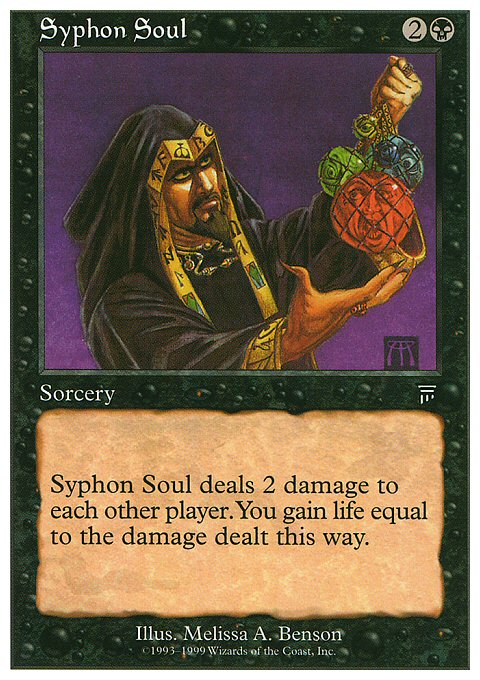 Syphon Soul 2
Sorcery
Syphon Soul deals 2 damage to
each other player. You gain life equal
to the damage dealt this way.
Illus. Melissa A. Benson
©1993–1999 Wizards of the Coast, Inc.